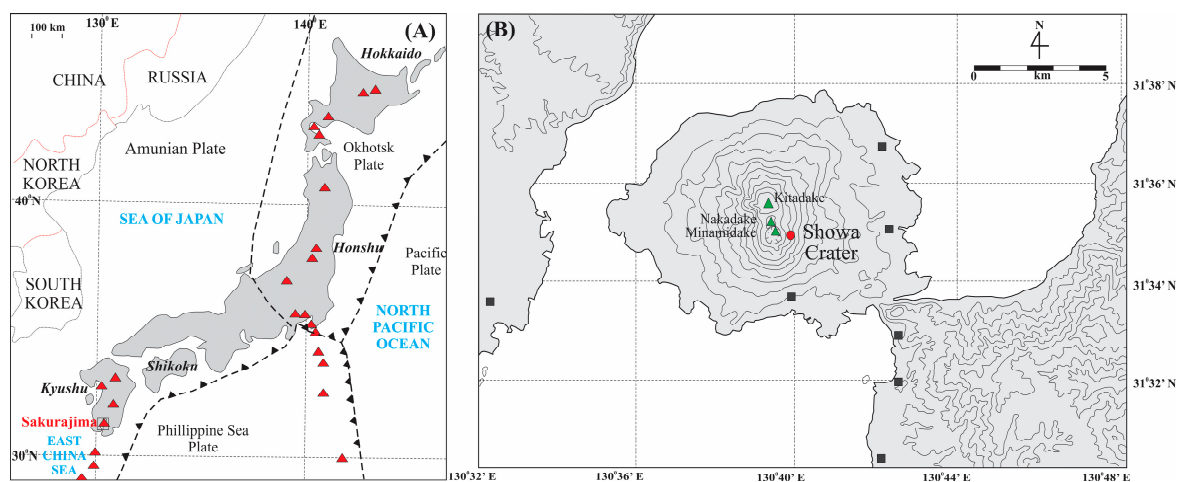 130°E
140°E
(A)
100 km
Hokkaido
CHINA
RUSSIA
Amunian Plate
Okhotsk
Plate
NORTH
KOREA
40°N
SEA OF JAPAN
Honshu
Pacific
Plate
SOUTH
KOREA
NORTH
PACIFIC
OCEAN
Shikoku
Kyushu
Sakurajima
Phillippine Sea
Plate
EAST
CHINA
SEA
30°N
(B)
N
0
km
5
31°38' N
31°36' N
31°34' N
31°32' N
Kitadake
Nakadake
Minamidake
Showa
Crater
130°32' E
130°36' E
130°40' E
130°44' E
130°48' E